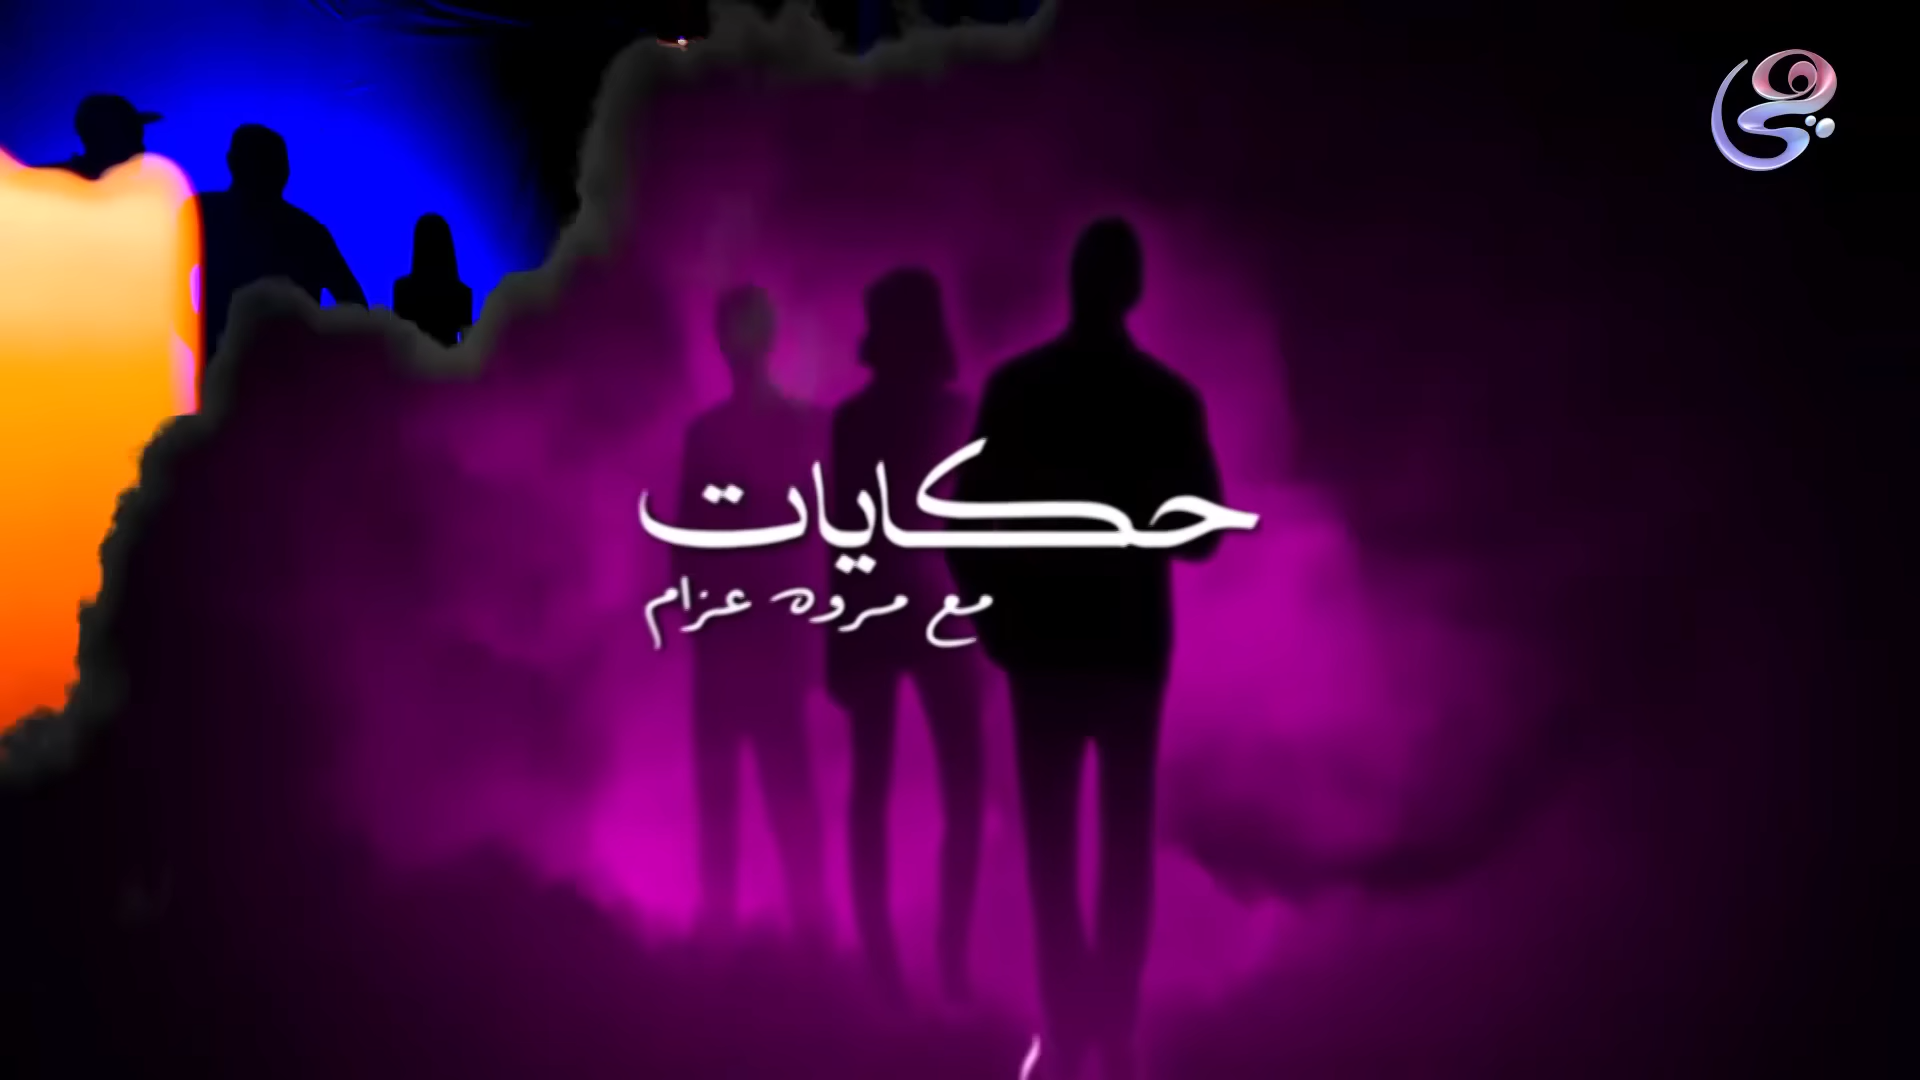 حكايات
مع مروه عزام